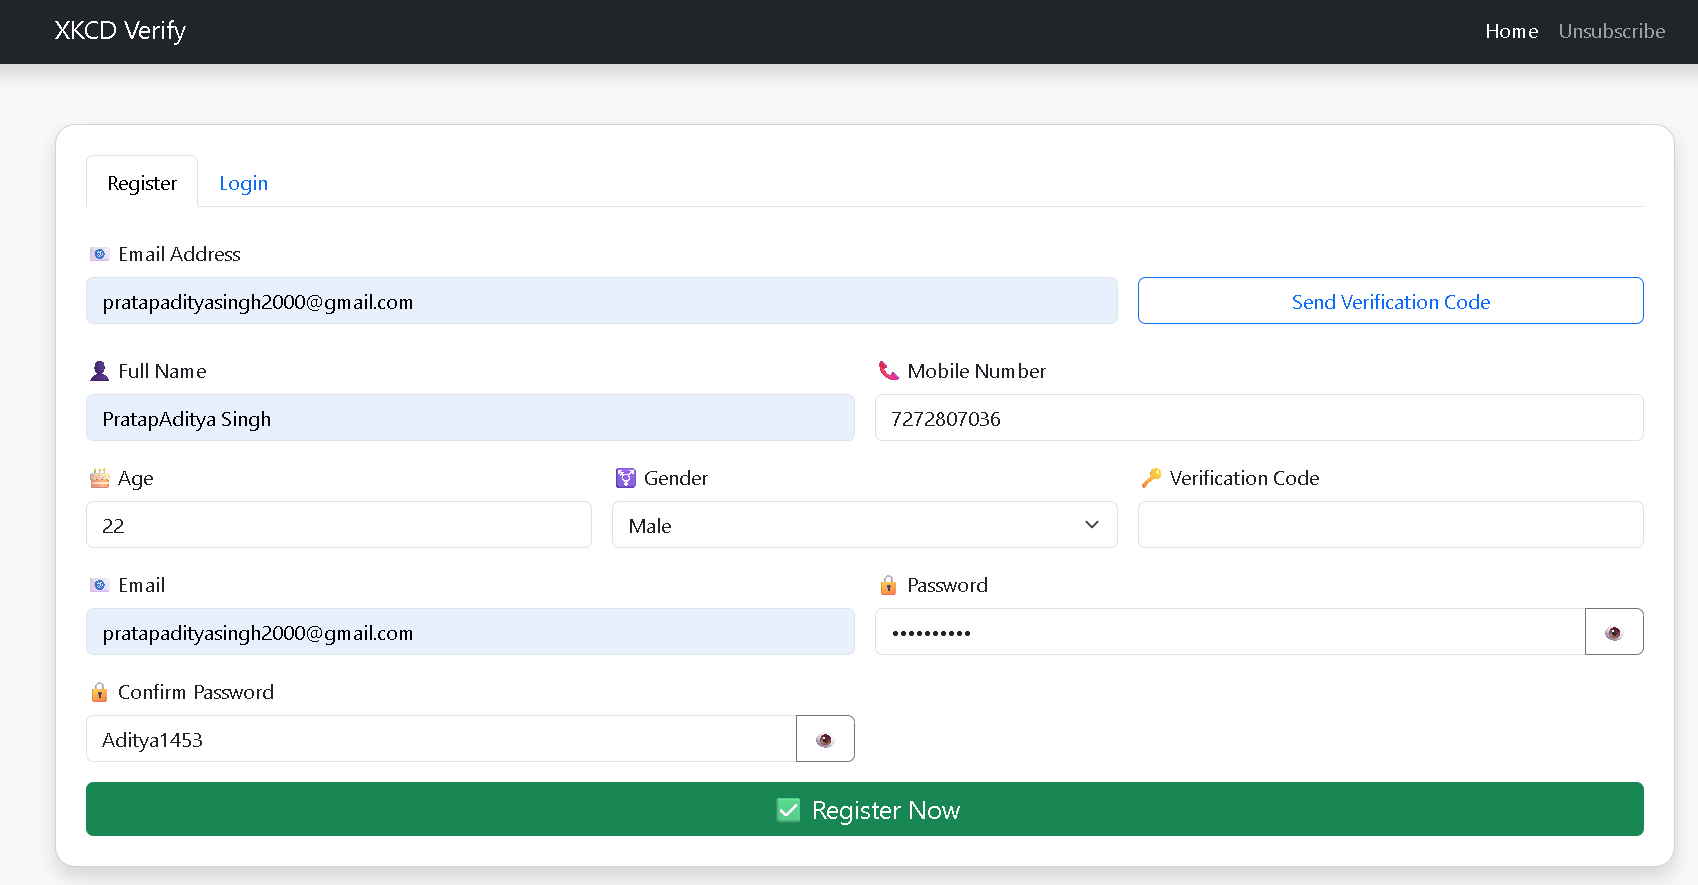 XKCD Verify
Home Unsubscribe
Register Login
Email Address
pratapadityasingh2000@gmail.com Send Verification Code
Full Name Mobile Number
PratapAditya Singh 7272807036
Age Gender Verification Code
22 Male
Email Password
pratapadityasingh2000@gmail.com ••••••••••
Confirm Password
Aditya1453
Register Now